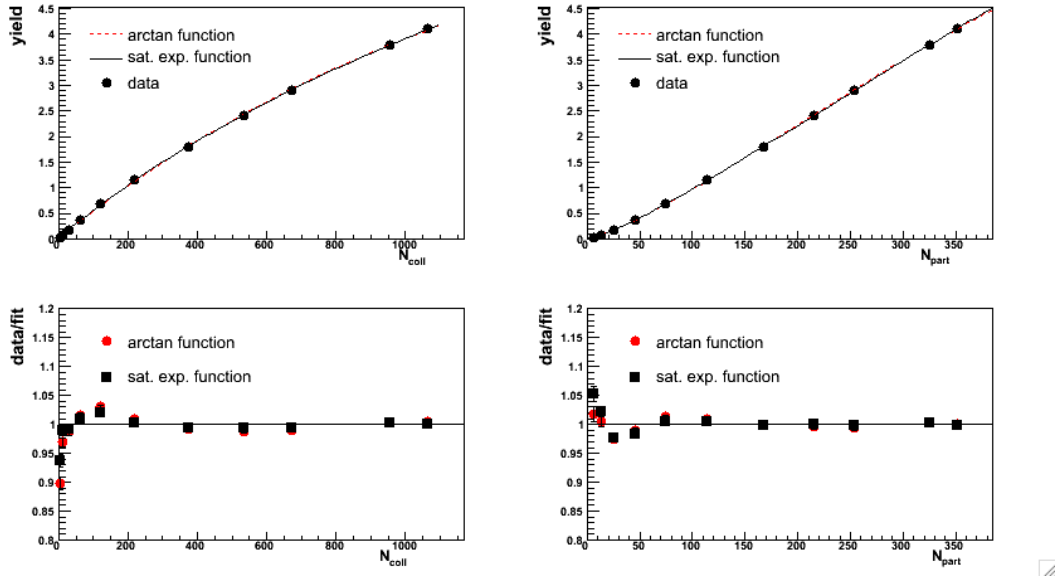 yield
4.5
4
3.5
3
2.5
2
1.5
1
0.5
0
arctan function
sat. exp. function
data
0 200 400 600 800 1000
N_coll
yield
4.5
4
3.5
3
2.5
2
1.5
1
0.5
0
arctan function
sat. exp. function
data
0 50 100 150 200 250 300 350
N_part
data/fit
1.2
1.15
1.1
1.05
1
0.95
0.9
0.85
0.8
arctan function
sat. exp. function
0 200 400 600 800 1000
N_coll
data/fit
1.2
1.15
1.1
1.05
1
0.95
0.9
0.85
0.8
arctan function
sat. exp. function
0 50 100 150 200 250 300 350
N_part